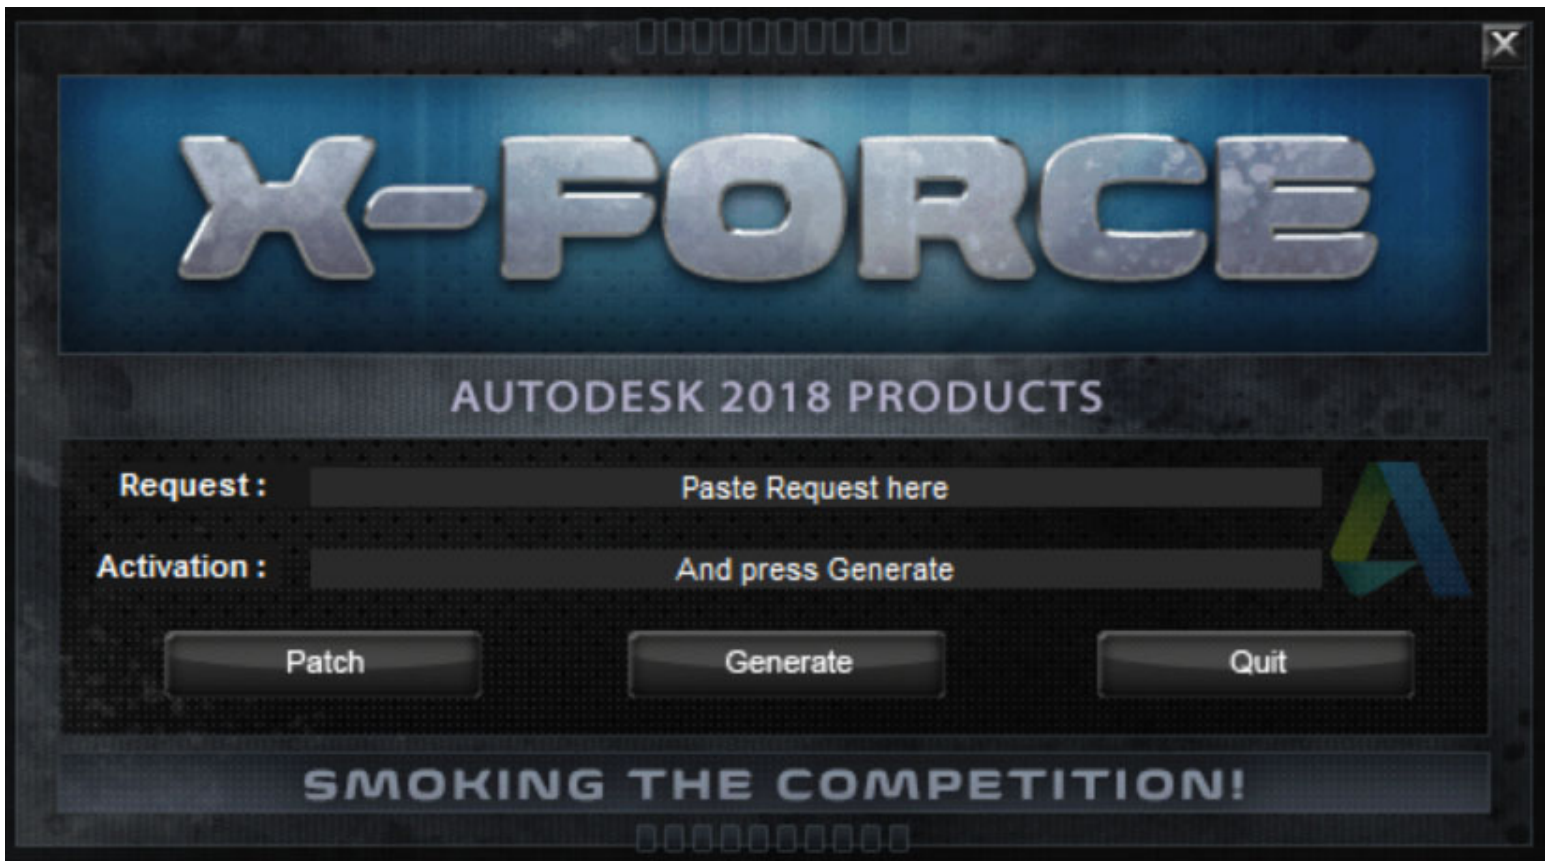 X
X-FORCE
AUTODESK 2018 PRODUCTS
Request : Paste Request here
Activation : And press Generate
Patch Generate Quit
SMOKING THE COMPETITION!